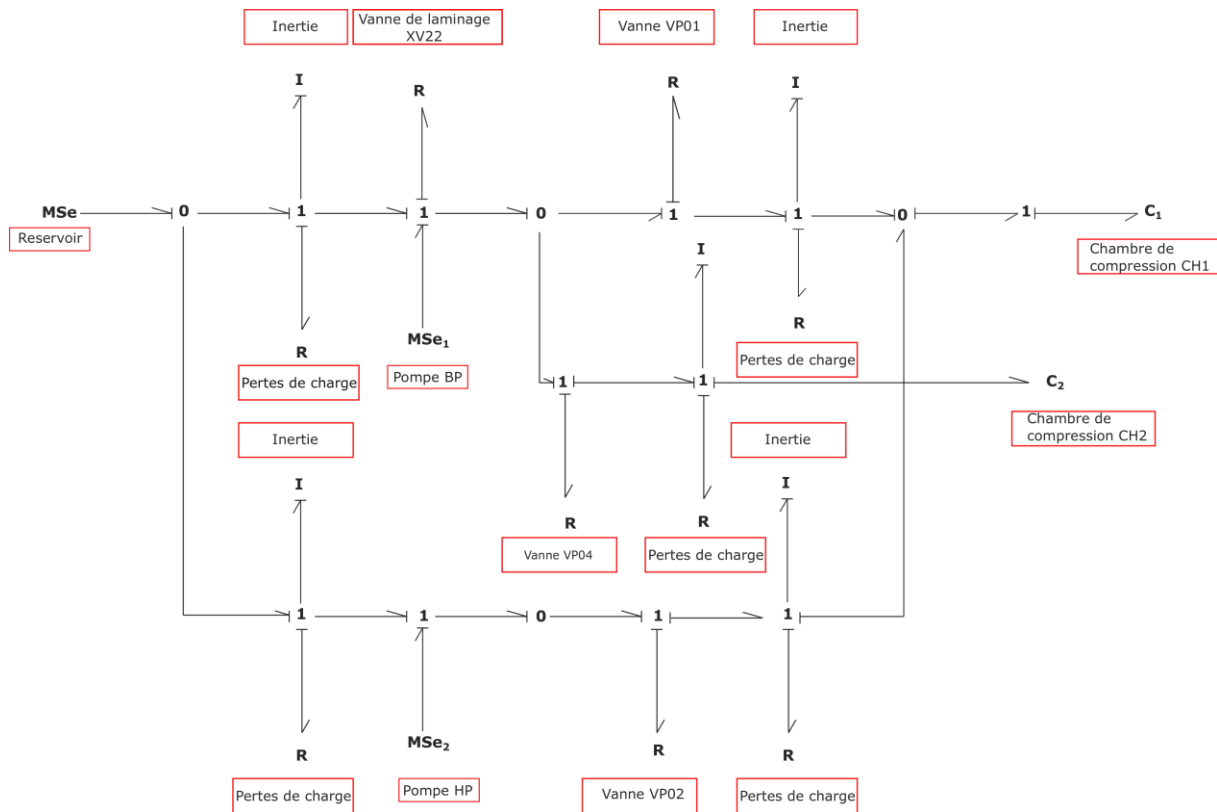 Inertie
Vanne de laminage
XV22
Vanne VP01
Inertie
I
R
R
I
MSe
0
1
1
0
1
1
0
1
C₁
Reservoir
Chambre de
compression CH1
I
R
Pertes de charge
MSe₁
Pompe BP
R
Pertes de charge
1
1
C₂
Chambre de
compression CH2
Inertie
Inertie
I
I
R
Vanne VP04
R
Pertes de charge
1
1
0
1
1
R
Pertes de charge
MSe₂
Pompe HP
R
Vanne VP02
R
Pertes de charge